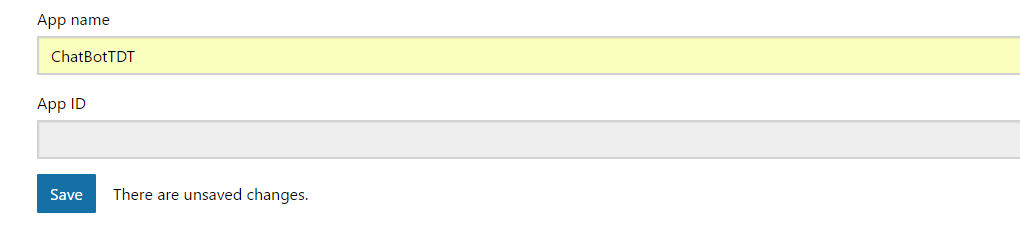 App name
ChatBotTDT
App ID
Save There are unsaved changes.